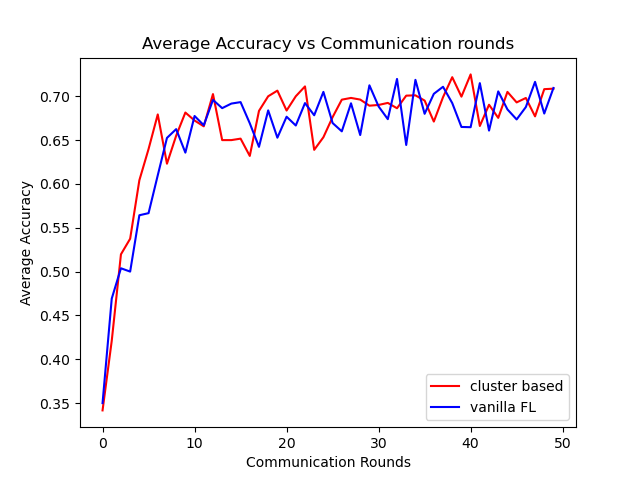 Average Accuracy vs Communication rounds
Average Accuracy
0.70
0.65
0.60
0.55
0.50
0.45
0.40
0.35
cluster based
vanilla FL
0 10 20 30 40 50
Communication Rounds